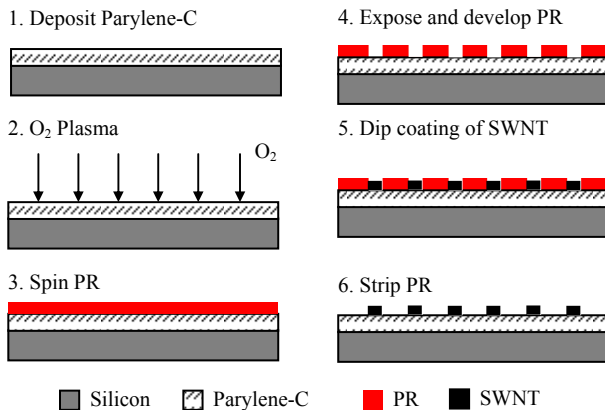 1. Deposit Parylene-C
2. O₂ Plasma
O₂
3. Spin PR
4. Expose and develop PR
5. Dip coating of SWNT
6. Strip PR
Silicon
Parylene-C
PR
SWNT